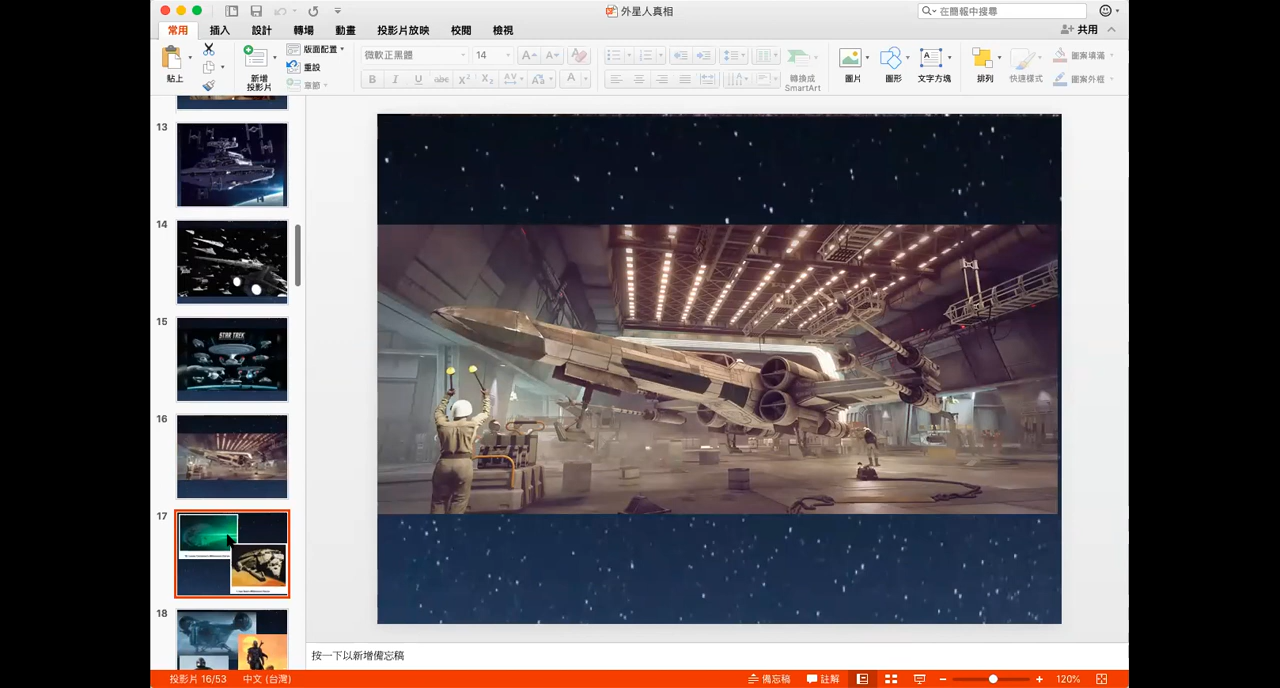 外星人真相
在簡報中搜尋
常用 插入 設計 轉場 動畫 投影片放映 校閱 檢視
共用
貼上
新增
投影片
版面配置
重設
章節
微軟正黑體 14
B I U abc X² X₂ AV Aa A
轉換成
SmartArt
圖片 圖形 文字方塊 排列 快速樣式
圖案填滿
圖案外框
13
14
15
STAR TREK
16
17
18
按一下以新增備忘稿
投影片 16/53 中文 (台灣) 備忘稿 註解 120%